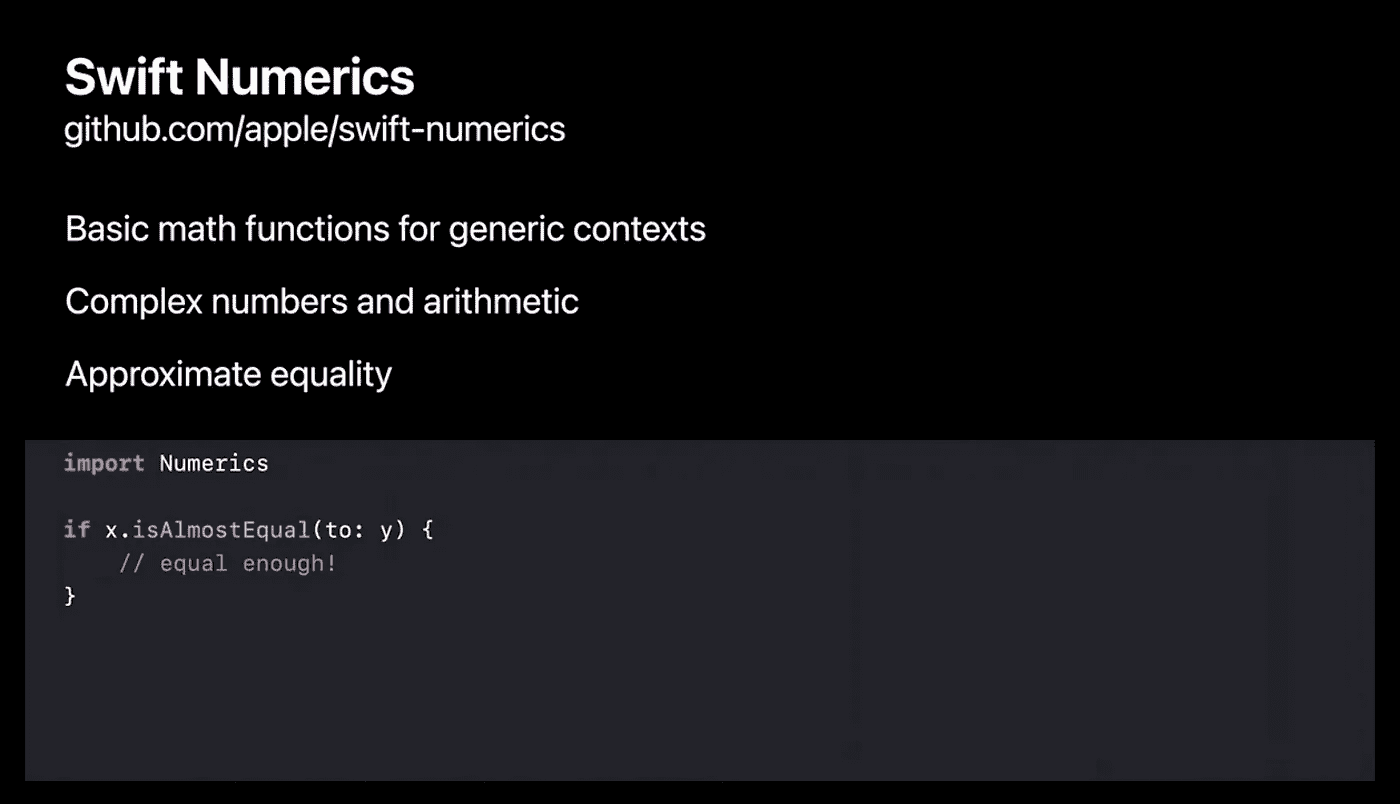 Swift Numerics
github.com/apple/swift-numerics
Basic math functions for generic contexts
Complex numbers and arithmetic
Approximate equality
import Numerics
if x.isAlmostEqual(to: y) {
    // equal enough!
}